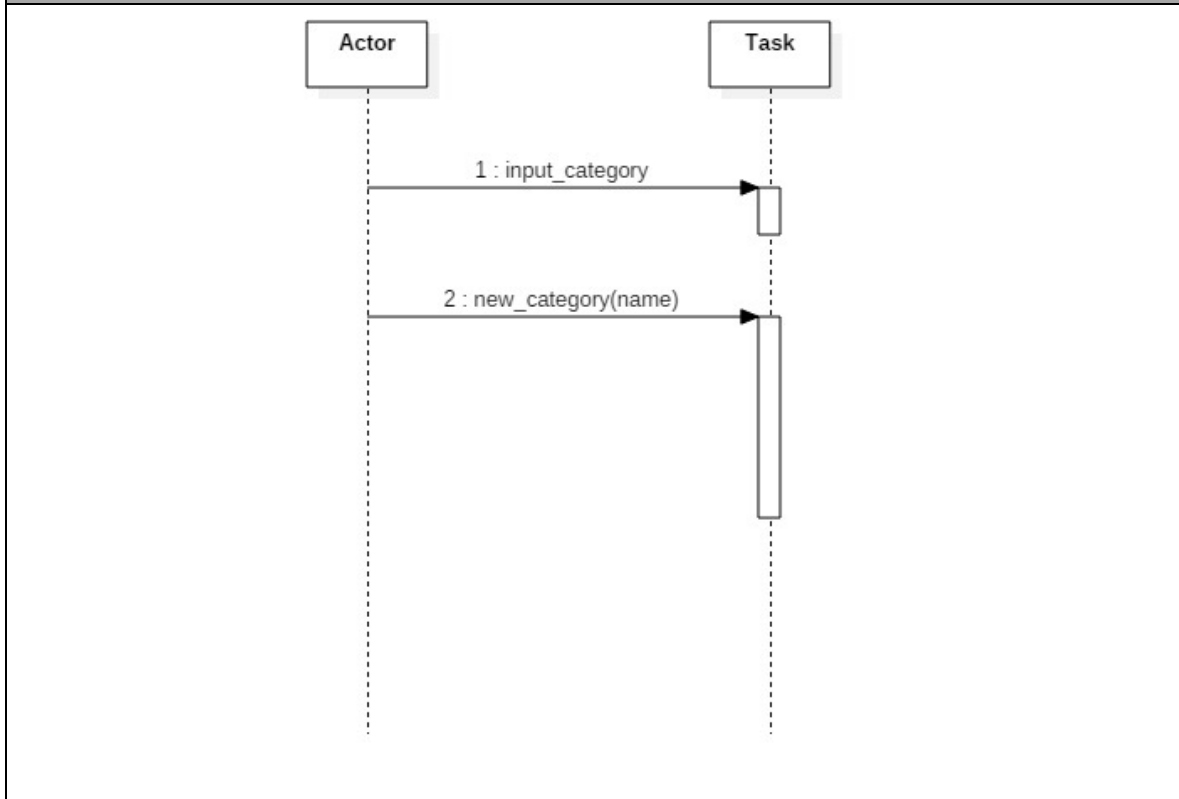 Actor
Task
1 : input_category
2 : new_category(name)